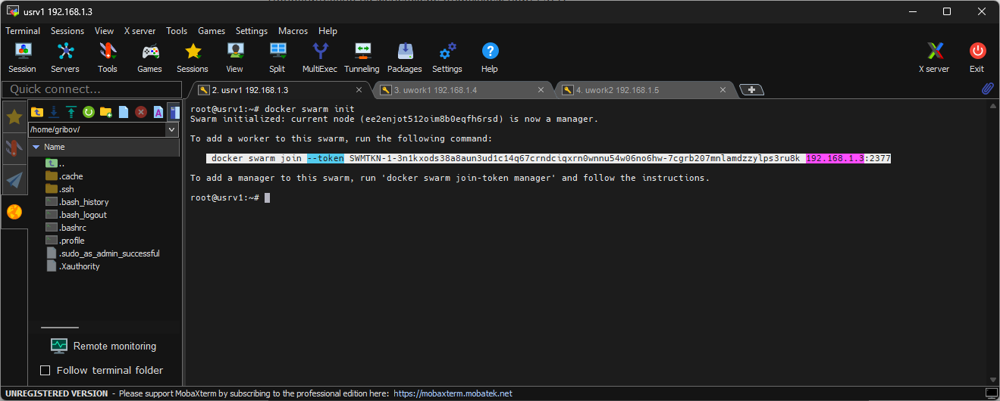 usrv1 192.168.1.3
Terminal Sessions View X server Tools Games Settings Macros Help
Session Servers Tools Games Sessions View Split MultiExec Tunneling Packages Settings Help X server Exit
Quick connect...
2. usrv1 192.168.1.3
3. uwork1 192.168.1.4
4. uwork2 192.168.1.5
/home/gribov/
Name
..
.cache
.ssh
.bash_history
.bash_logout
.bashrc
.profile
.sudo_as_admin_successful
.Xauthority
Remote monitoring
Follow terminal folder
root@usrv1:~# docker swarm init
Swarm initialized: current node (ee2enjot512oim8b0eqfh6rsd) is now a manager.
To add a worker to this swarm, run the following command:
docker swarm join --token SWMTKN-1-3n1kxods38a8aun3ud1c14q67crndciqxrn0wnnu54w06no6hw-7cgrb207mnlamdzzylps3ru8k 192.168.1.3:2377
To add a manager to this swarm, run 'docker swarm join-token manager' and follow the instructions.
root@usrv1:~#
UNREGISTERED VERSION - Please support MobaXterm by subscribing to the professional edition here: https://mobaxterm.mobatek.net